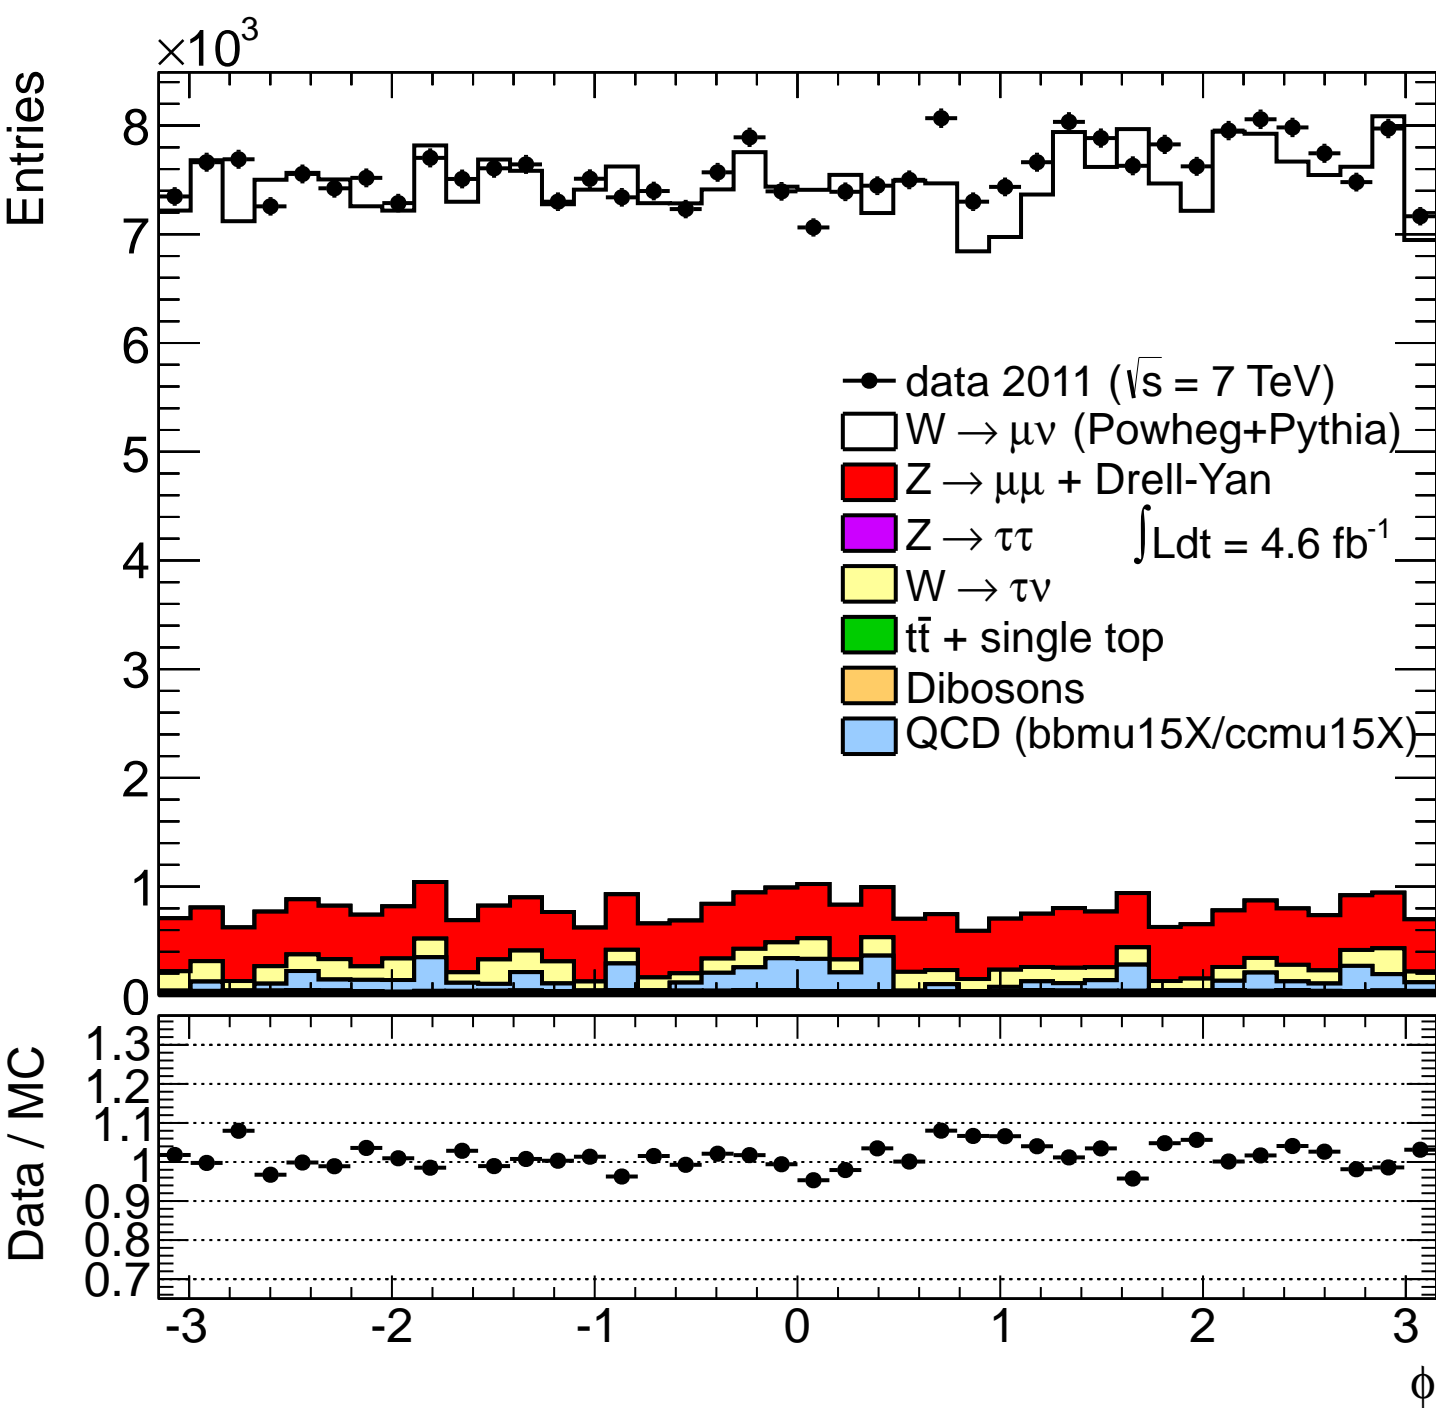 ×10³
Entries
8
7
6
5
4
3
2
1
0
data 2011 (√s = 7 TeV)
W → μν (Powheg+Pythia)
Z → μμ + Drell-Yan
Z → ττ
∫Ldt = 4.6 fb⁻¹
W → τν
tt̄ + single top
Dibosons
QCD (bbmu15X/ccmu15X)
Data / MC
1.3
1.2
1.1
1
0.9
0.8
0.7
-3 -2 -1 0 1 2 3
ϕ